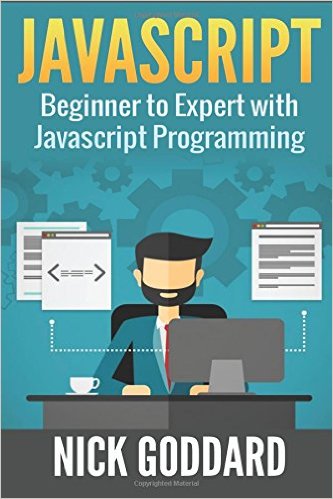 JAVASCRIPT
Beginner to Expert with
Javascript Programming
NICK GODDARD